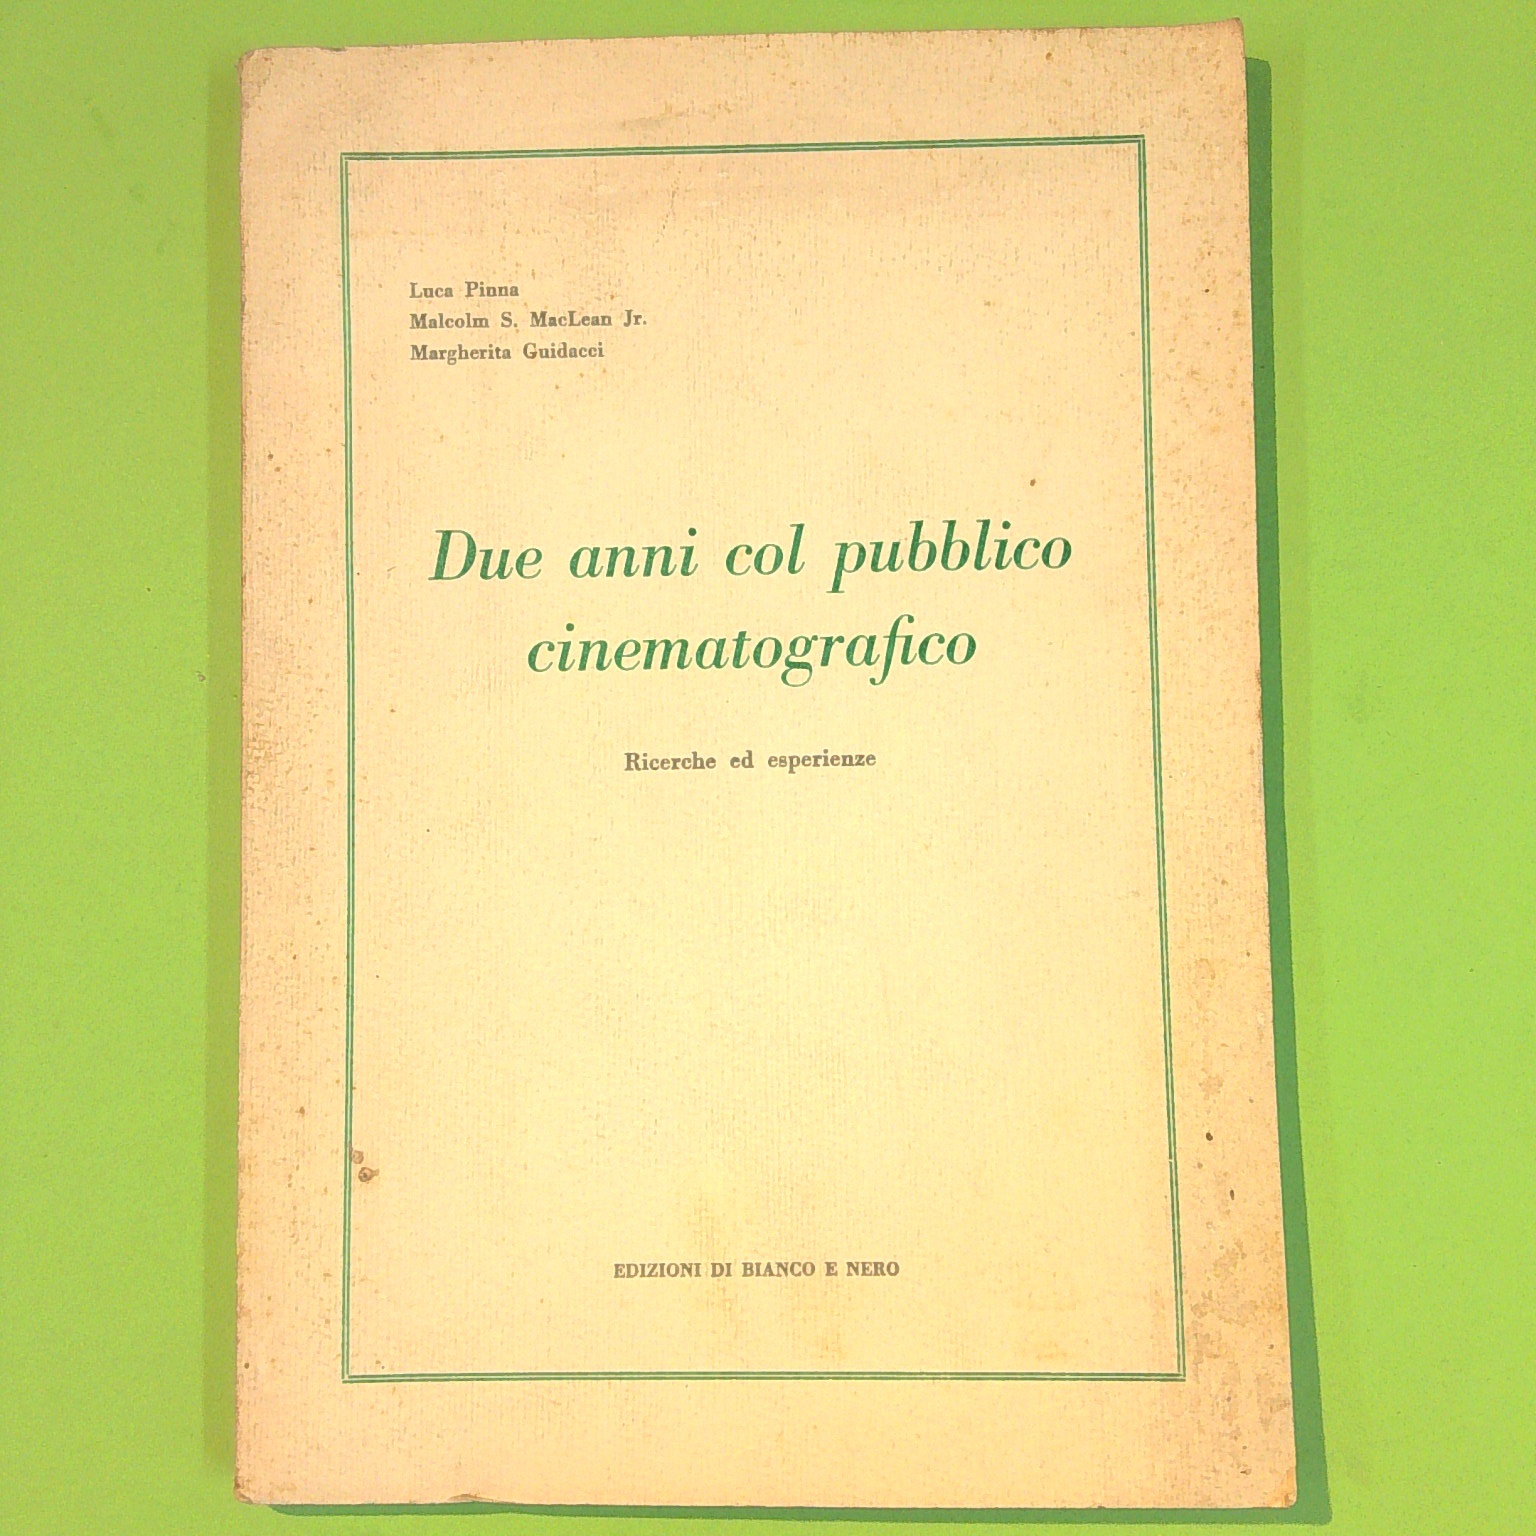 Luca Pinna
Malcolm S. MacLean Jr.
Margherita Guidacci
Due anni col pubblico
cinematografico
Ricerche ed esperienze
EDIZIONI DI BIANCO E NERO